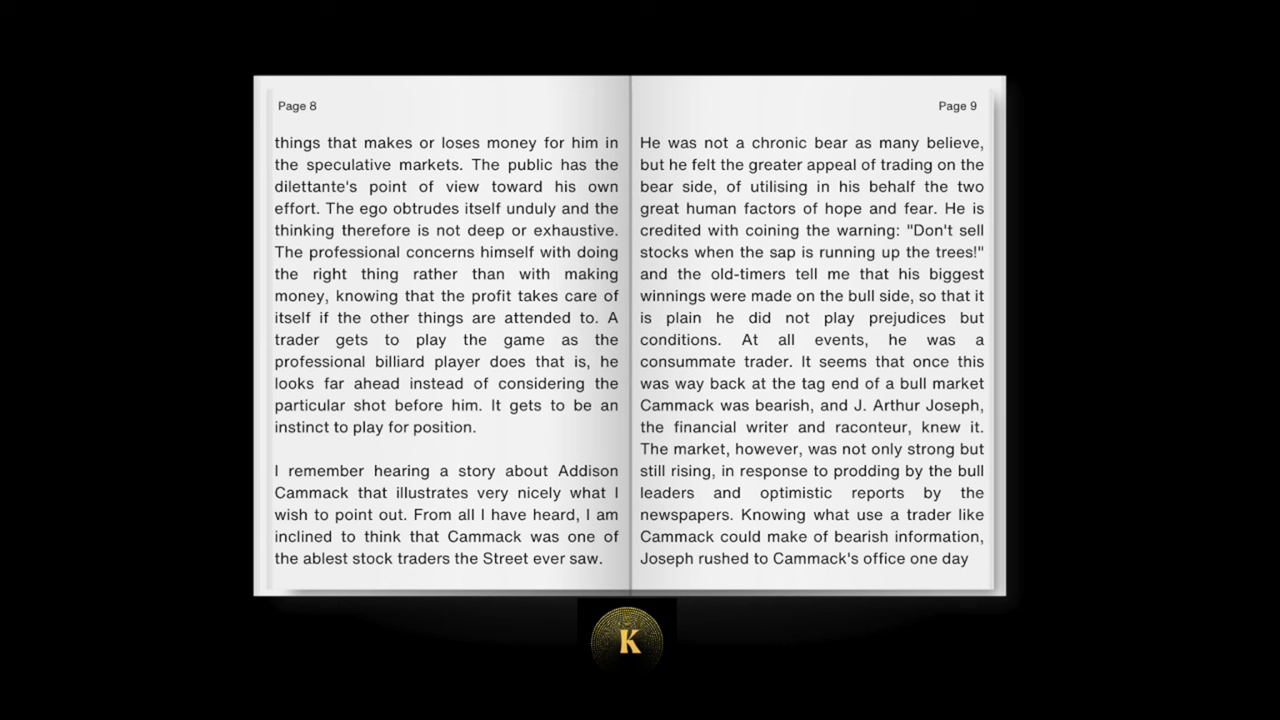 Page 8
things that makes or loses money for him in
the speculative markets. The public has the
dilettante's point of view toward his own
effort. The ego obtrudes itself unduly and the
thinking therefore is not deep or exhaustive.
The professional concerns himself with doing
the right thing rather than with making
money, knowing that the profit takes care of
itself if the other things are attended to. A
trader gets to play the game as the
professional billiard player does that is, he
looks far ahead instead of considering the
particular shot before him. It gets to be an
instinct to play for position.
I remember hearing a story about Addison
Cammack that illustrates very nicely what I
wish to point out. From all I have heard, I am
inclined to think that Cammack was one of
the ablest stock traders the Street ever saw.
Page 9
He was not a chronic bear as many believe,
but he felt the greater appeal of trading on the
bear side, of utilising in his behalf the two
great human factors of hope and fear. He is
credited with coining the warning: "Don't sell
stocks when the sap is running up the trees!"
and the old-timers tell me that his biggest
winnings were made on the bull side, so that it
is plain he did not play prejudices but
conditions. At all events, he was a
consummate trader. It seems that once this
was way back at the tag end of a bull market
Cammack was bearish, and J. Arthur Joseph,
the financial writer and raconteur, knew it.
The market, however, was not only strong but
still rising, in response to prodding by the bull
leaders and optimistic reports by the
newspapers. Knowing what use a trader like
Cammack could make of bearish information,
Joseph rushed to Cammack's office one day
K